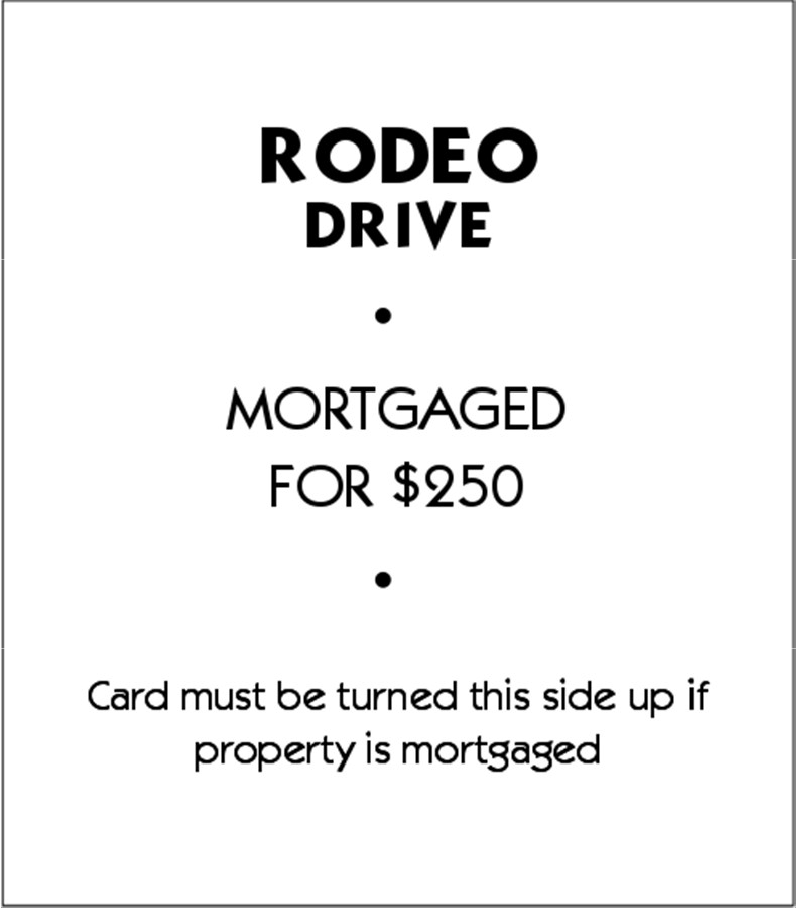 RODEO
DRIVE
•
MORTGAGED
FOR $250
•
Card must be turned this side up if
property is mortgaged